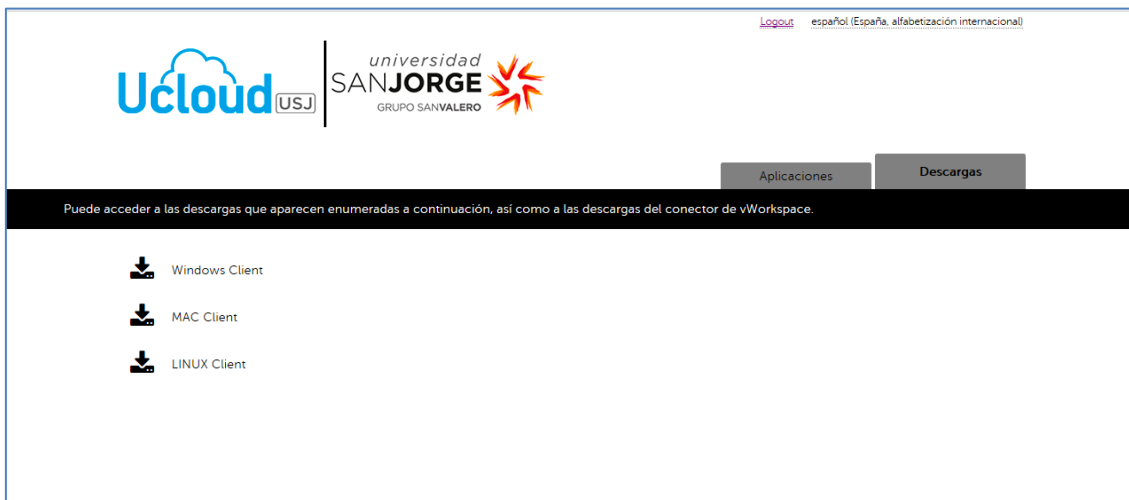 Logout español (España, alfabetización internacional)
Ucloud USJ
universidad
SANJORGE
GRUPO SANVALERO
Aplicaciones Descargas
Puede acceder a las descargas que aparecen enumeradas a continuación, así como a las descargas del conector de vWorkspace.
Windows Client
MAC Client
LINUX Client